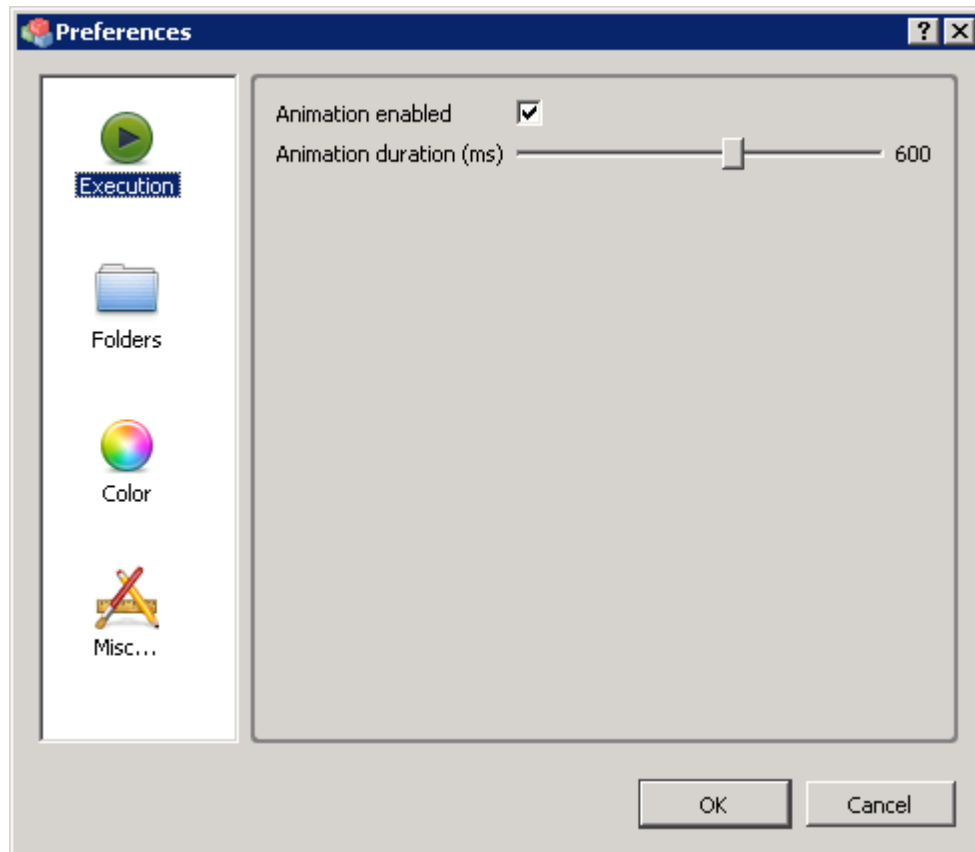 Preferences
Animation enabled
Animation duration (ms) 600
Execution
Folders
Color
Misc...
OK Cancel